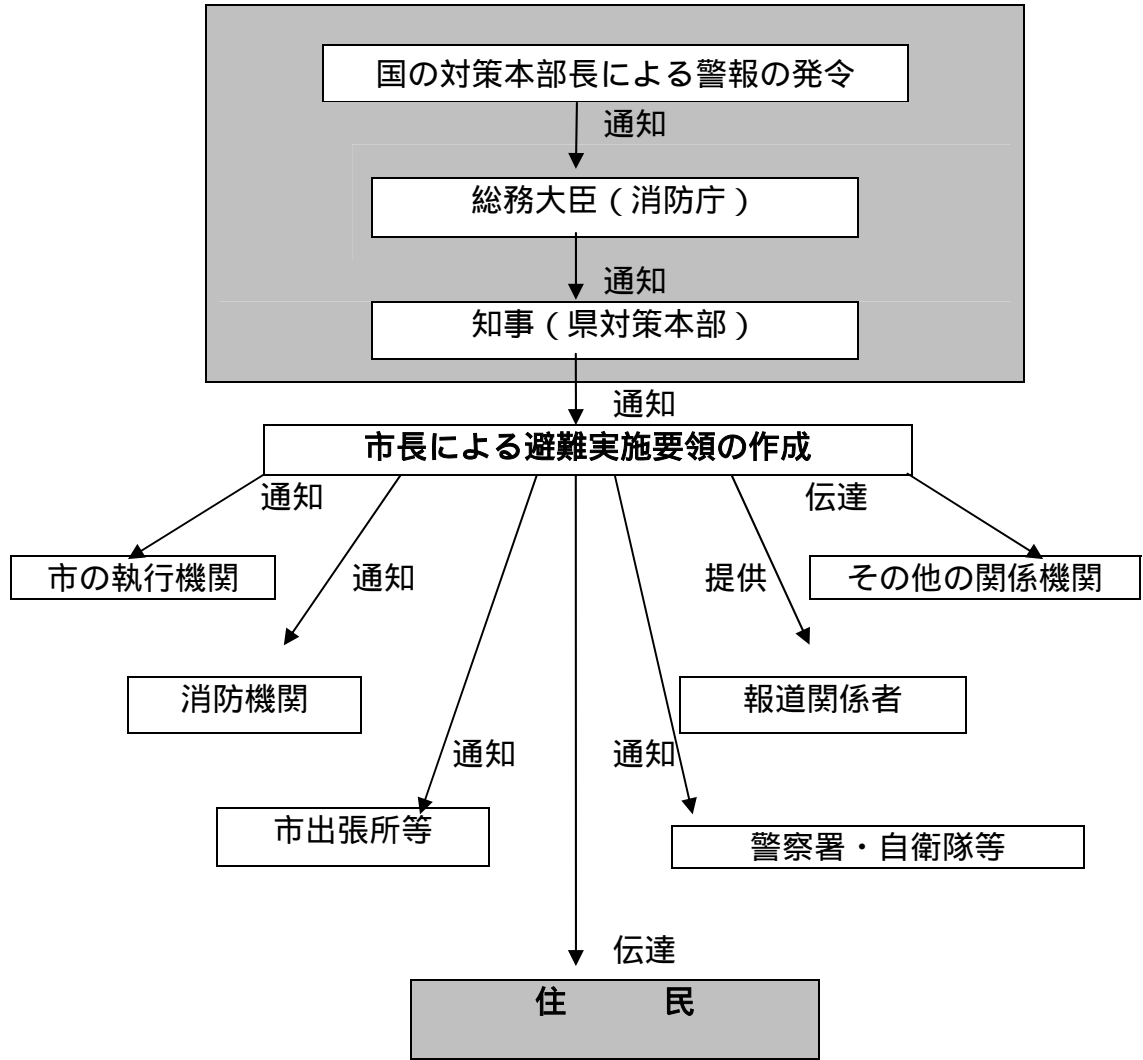 国の対策本部長による警報の発令
通知
総務大臣（消防庁）
通知
知事（県対策本部）
通知
市長による避難実施要領の作成
通知
伝達
市の執行機関
通知
提供
その他の関係機関
消防機関
報道関係者
通知
通知
市出張所等
警察署・自衛隊等
伝達
住　民